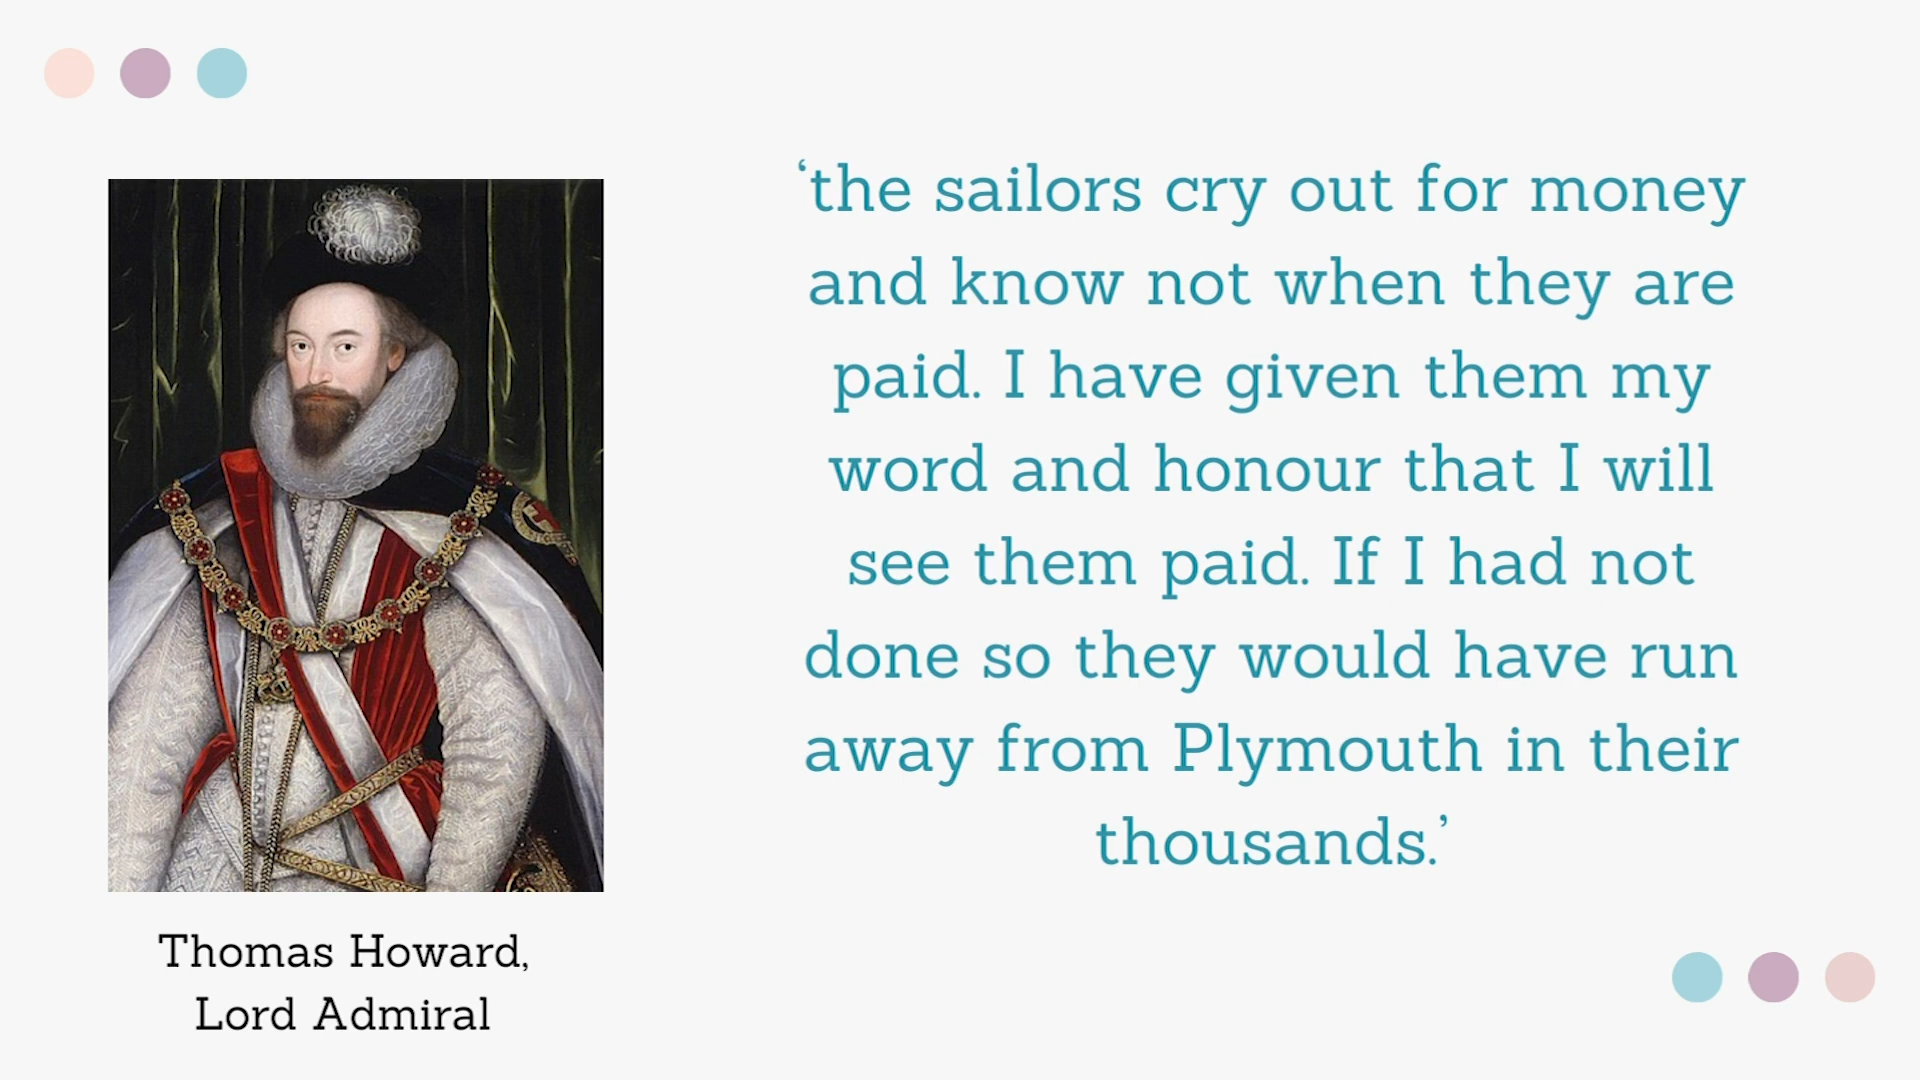 ‘the sailors cry out for money
and know not when they are
paid. I have given them my
word and honour that I will
see them paid. If I had not
done so they would have run
away from Plymouth in their
thousands.’
Thomas Howard,
Lord Admiral